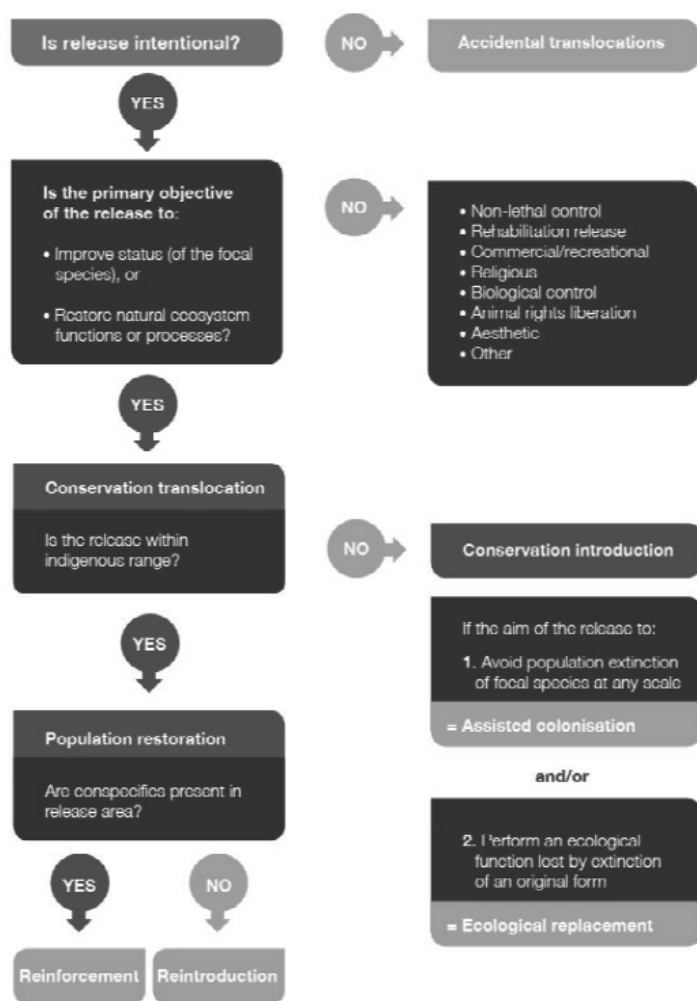 Is release intentional?
NO
Accidental translocations
YES
Is the primary objective
of the release to:
• Improve status (of the focal
species), or
• Restore natural ecosystem
functions or processes?
NO
• Non-lethal control
• Rehabilitation release
• Commercial/recreational
• Religious
• Biological control
• Animal rights liberation
• Aesthetic
• Other
YES
Conservation translocation
Is the release within
indigenous range?
NO
Conservation introduction
If the aim of the release to:
1. Avoid population extinction
of focal species at any scale
= Assisted colonisation
and/or
2. Perform an ecological
function lost by extinction
of an original form
= Ecological replacement
YES
Population restoration
Are conspecifics present in
release area?
YES
NO
Reinforcement
Reintroduction